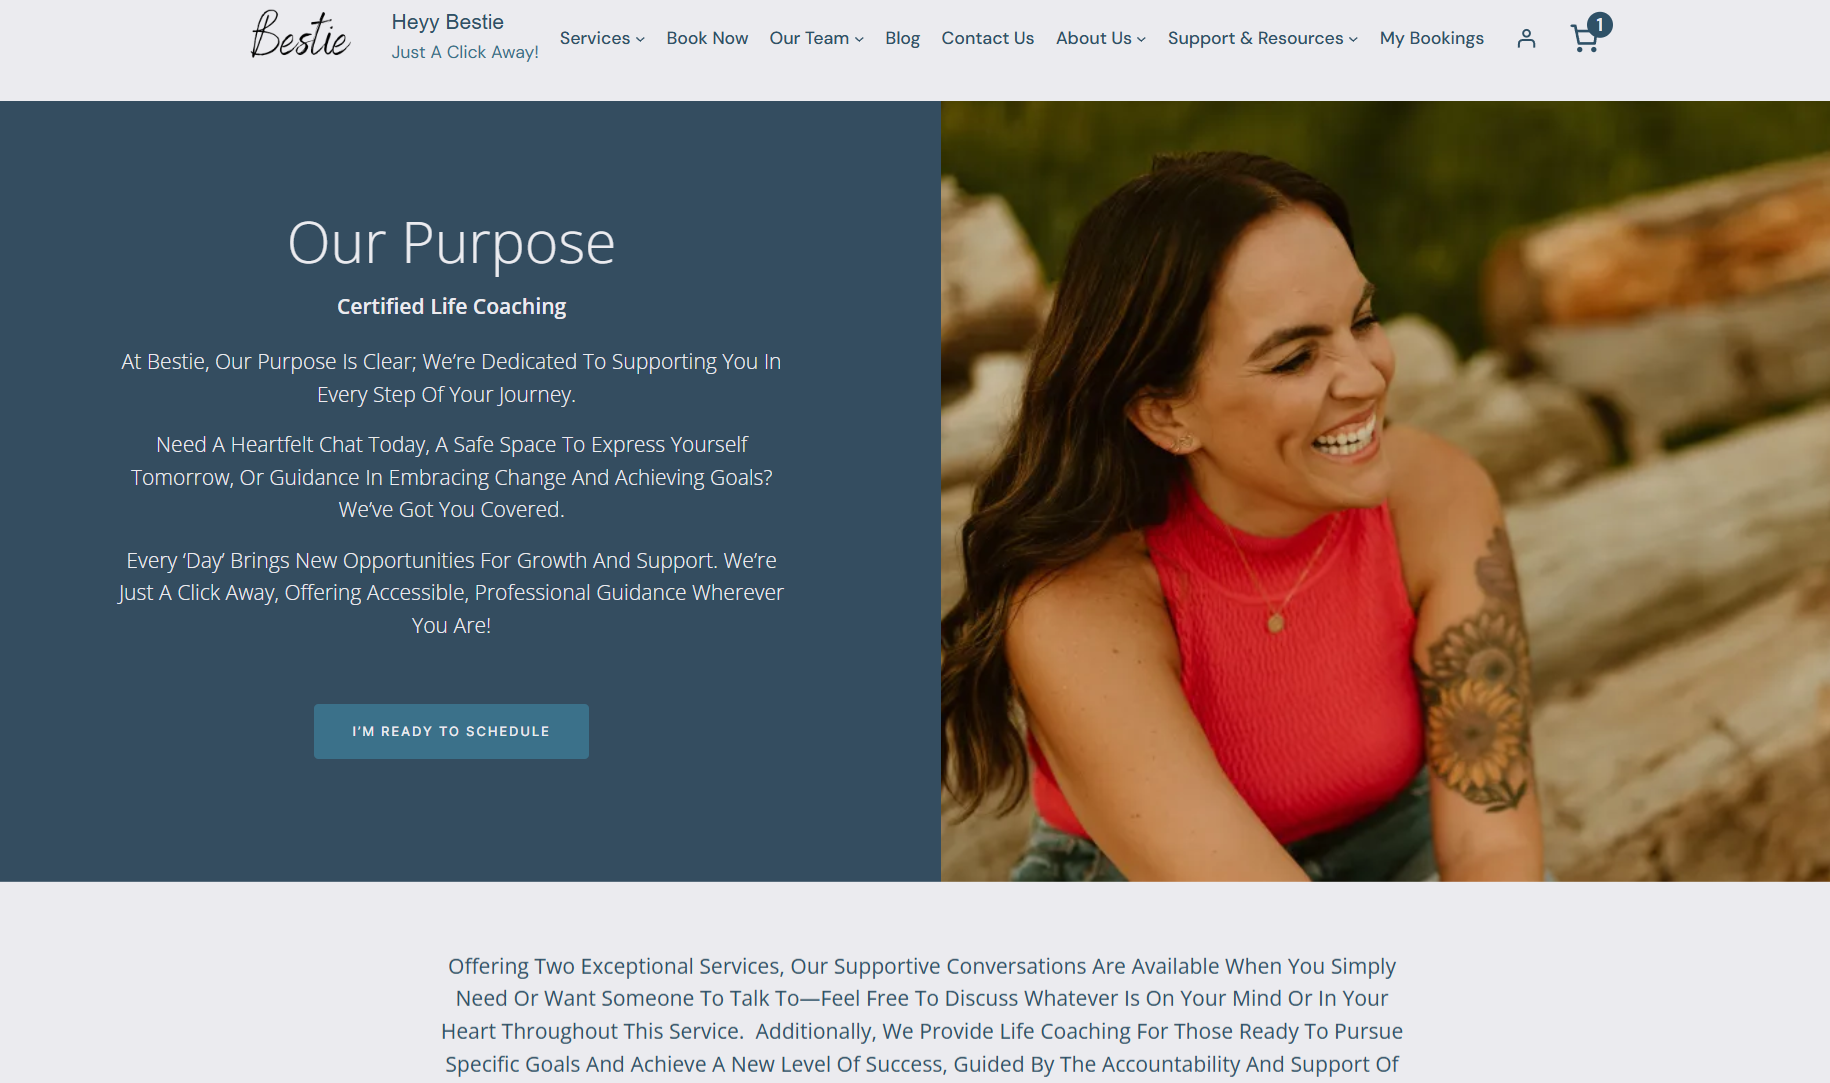 Bestie
Heyy Bestie
Just A Click Away!
Services
Book Now
Our Team
Blog
Contact Us
About Us
Support & Resources
My Bookings
1
Our Purpose
Certified Life Coaching
At Bestie, Our Purpose Is Clear; We’re Dedicated To Supporting You In
Every Step Of Your Journey.
Need A Heartfelt Chat Today, A Safe Space To Express Yourself
Tomorrow, Or Guidance In Embracing Change And Achieving Goals?
We’ve Got You Covered.
Every ‘Day’ Brings New Opportunities For Growth And Support. We’re
Just A Click Away, Offering Accessible, Professional Guidance Wherever
You Are!
I’M READY TO SCHEDULE
Offering Two Exceptional Services, Our Supportive Conversations Are Available When You Simply
Need Or Want Someone To Talk To—Feel Free To Discuss Whatever Is On Your Mind Or In Your
Heart Throughout This Service.  Additionally, We Provide Life Coaching For Those Ready To Pursue
Specific Goals And Achieve A New Level Of Success, Guided By The Accountability And Support Of